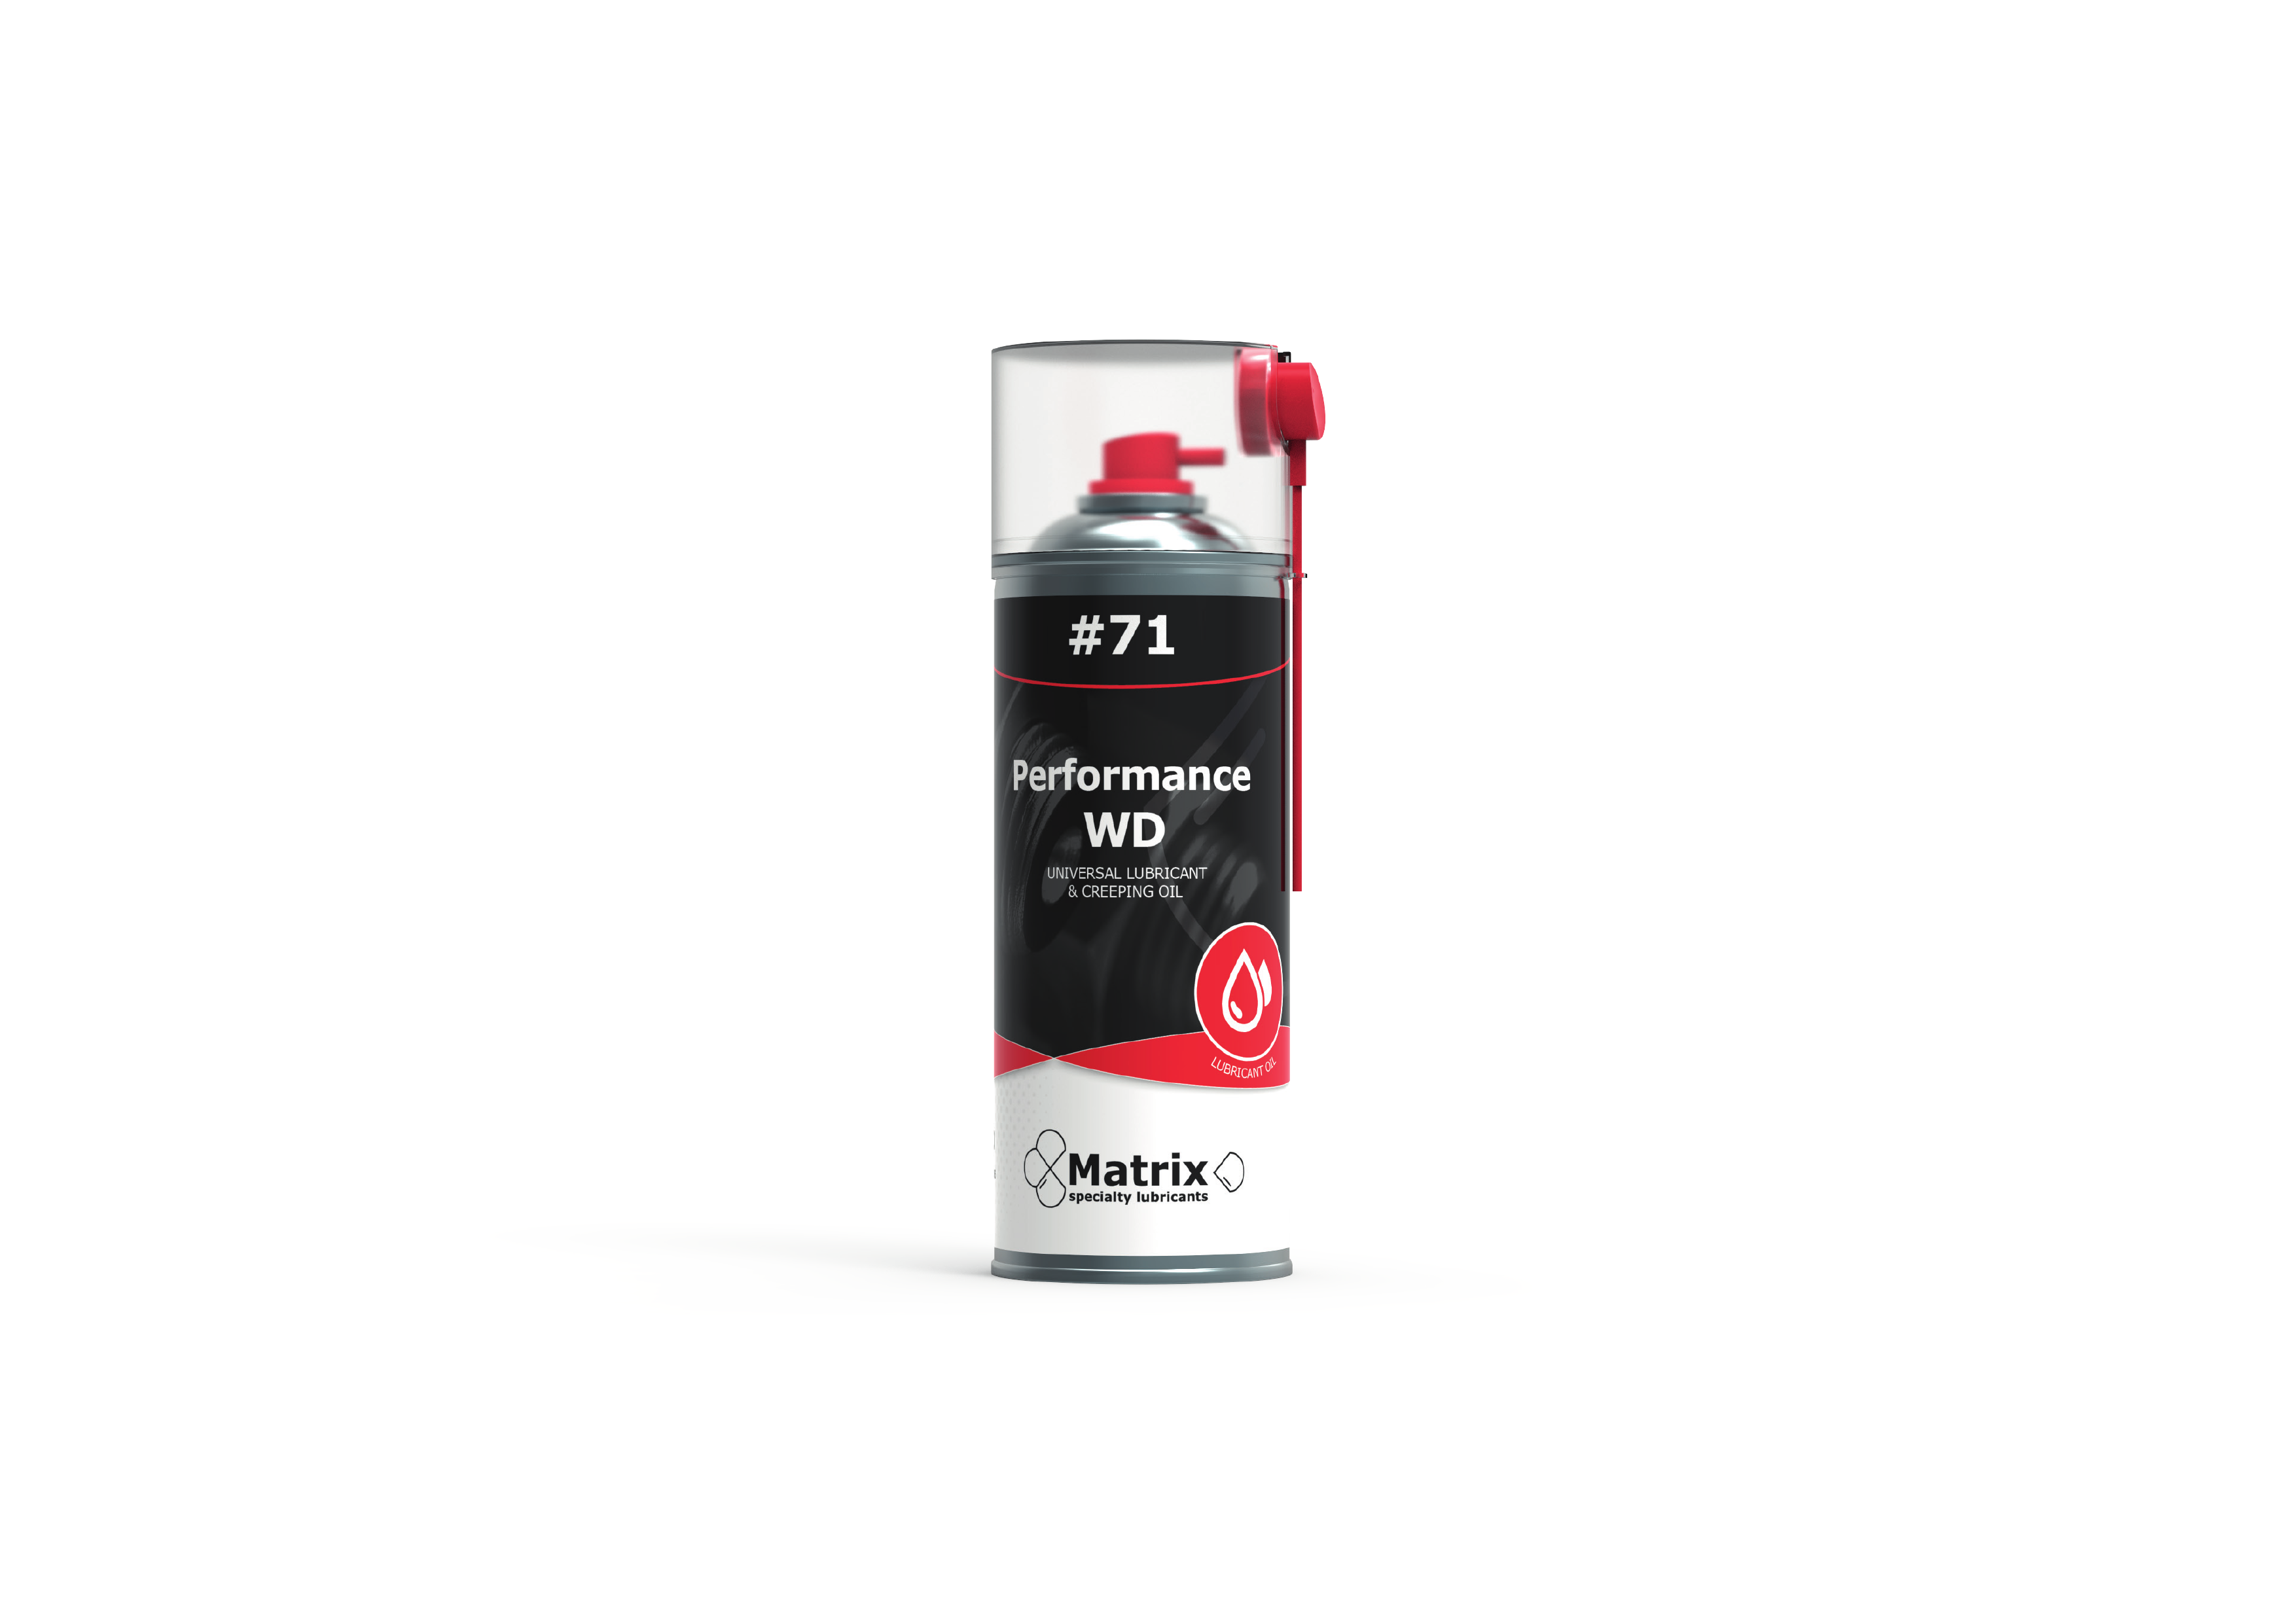 #71
Performance
WD
UNIVERSAL LUBRICANT
& CREEPING OIL
LUBRICANT OIL
Matrix
specialty lubricants